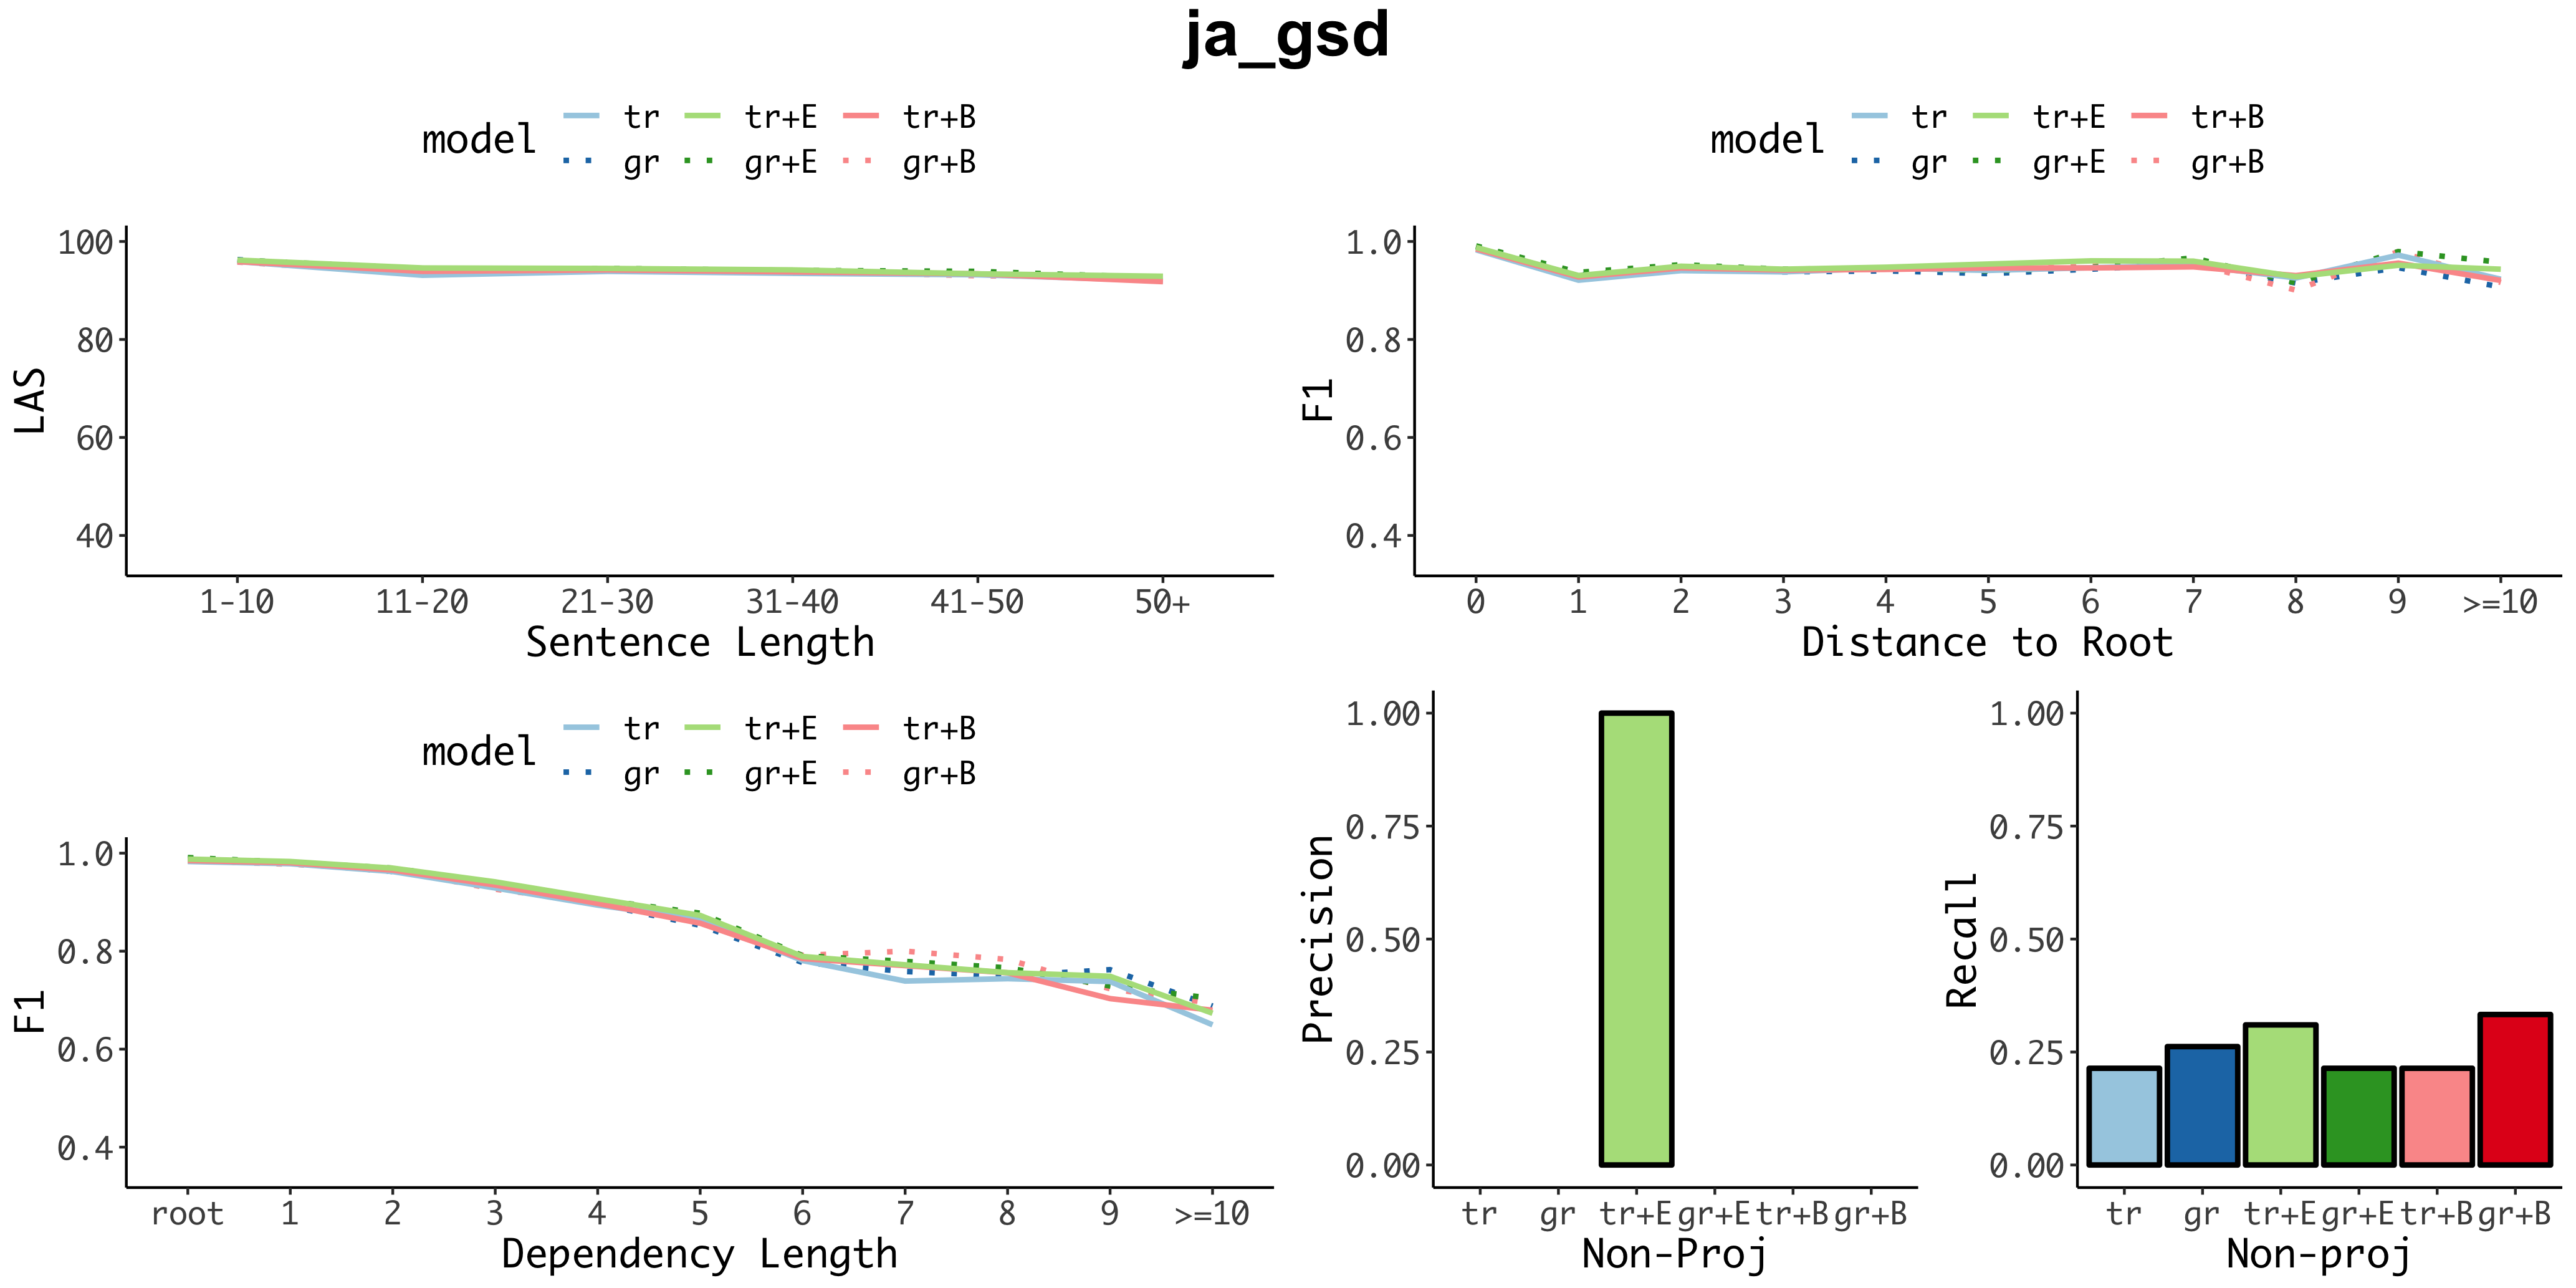 ja_gsd
model tr tr+E tr+B
gr gr+E gr+B
LAS
100
80
60
40
1-10 11-20 21-30 31-40 41-50 50+
Sentence Length
model tr tr+E tr+B
gr gr+E gr+B
F1
1.0
0.8
0.6
0.4
0 1 2 3 4 5 6 7 8 9 >=10
Distance to Root
model tr tr+E tr+B
gr gr+E gr+B
F1
1.0
0.8
0.6
0.4
root 1 2 3 4 5 6 7 8 9 >=10
Dependency Length
Precision
1.00
0.75
0.50
0.25
0.00
tr gr tr+E gr+E tr+B gr+B
Non-Proj
Recall
1.00
0.75
0.50
0.25
0.00
tr gr tr+E gr+E tr+B gr+B
Non-proj